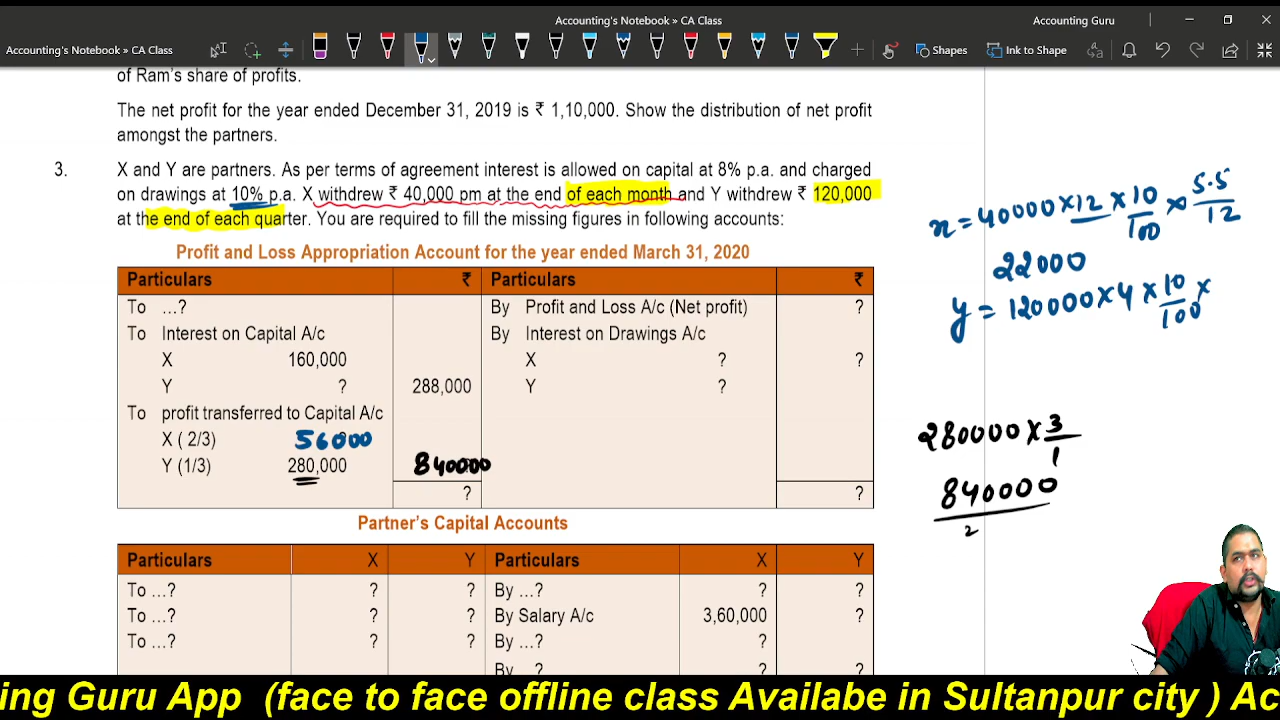 Accounting's Notebook » CA Class
Accounting Guru
Accounting's Notebook » CA Class
Shapes
Ink to Shape
of Ram's share of profits.
The net profit for the year ended December 31, 2019 is ₹ 1,10,000. Show the distribution of net profit
amongst the partners.
3. X and Y are partners. As per terms of agreement interest is allowed on capital at 8% p.a. and charged
on drawings at 10% p.a. X withdrew ₹ 40,000 pm at the end of each month and Y withdrew ₹ 120,000
at the end of each quarter. You are required to fill the missing figures in following accounts:
Profit and Loss Appropriation Account for the year ended March 31, 2020
Particulars ₹ Particulars ₹
To ...? By Profit and Loss A/c (Net profit) ?
To Interest on Capital A/c By Interest on Drawings A/c
X 160,000 X ? ?
Y ? 288,000 Y ?
To profit transferred to Capital A/c
X ( 2/3) 56000
Y (1/3) 280,000 840000
? ?
Partner's Capital Accounts
Particulars X Y Particulars X Y
To ...? ? ? By ...? ? ?
To ...? ? ? By Salary A/c 3,60,000 ?
To ...? ? ? By ...? ?
By ...? ? ?
x = 40000 × 12 × 10/100 × 5.5/12
22000
y = 120000 × 4 × 10/100 ×
280000 × 3/1
840000
2
ing Guru App (face to face offline class Availabe in Sultanpur city ) Ac